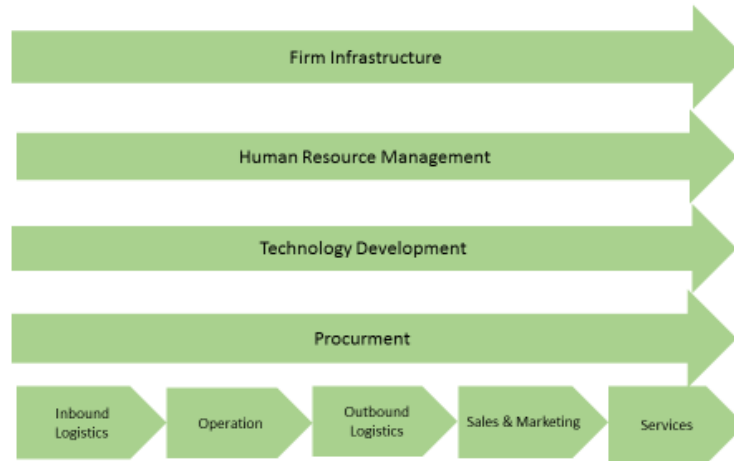 Firm Infrastructure
Human Resource Management
Technology Development
Procurment
Inbound
Logistics
Operation
Outbound
Logistics
Sales & Marketing
Services